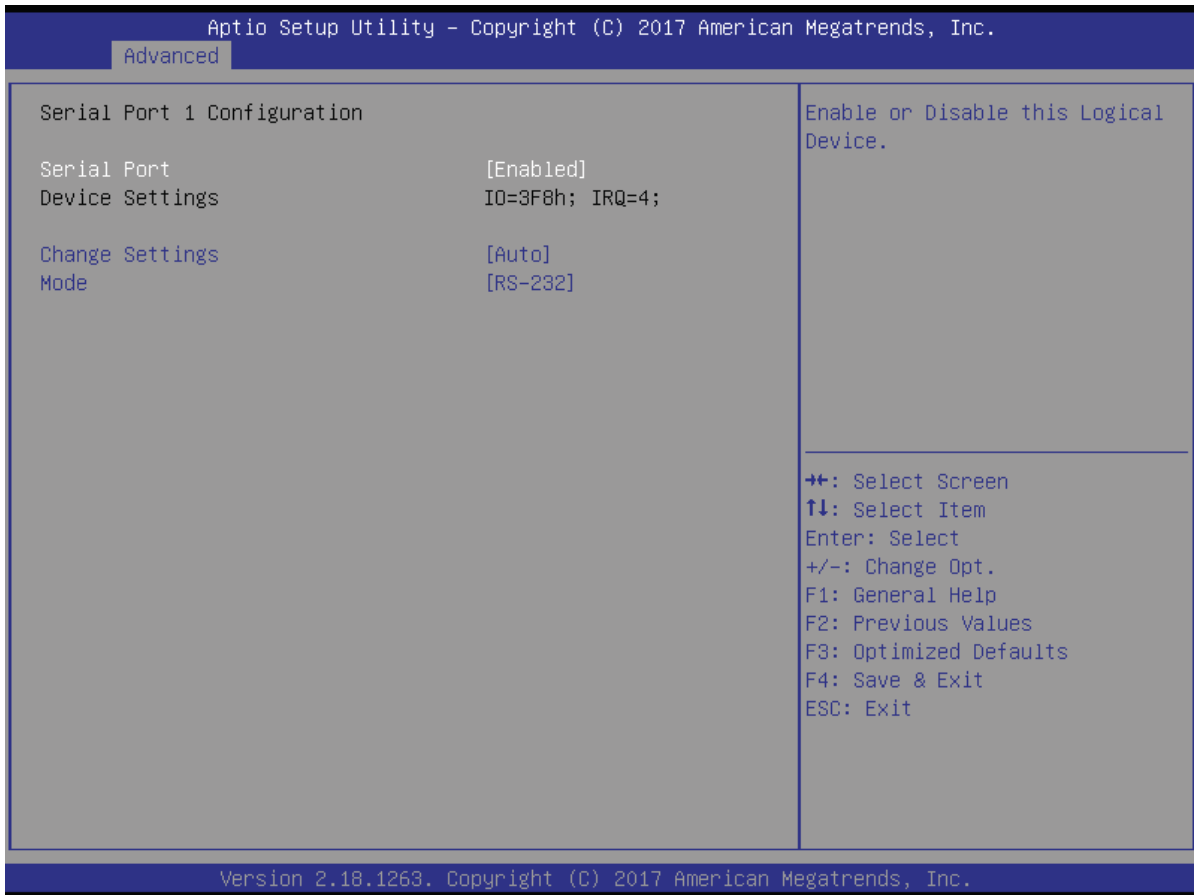 Aptio Setup Utility – Copyright (C) 2017 American Megatrends, Inc.
Advanced
Serial Port 1 Configuration
Serial Port [Enabled]
Device Settings IO=3F8h; IRQ=4;
Change Settings [Auto]
Mode [RS-232]
Enable or Disable this Logical
Device.
→←: Select Screen
↑↓: Select Item
Enter: Select
+/-: Change Opt.
F1: General Help
F2: Previous Values
F3: Optimized Defaults
F4: Save & Exit
ESC: Exit
Version 2.18.1263. Copyright (C) 2017 American Megatrends, Inc.